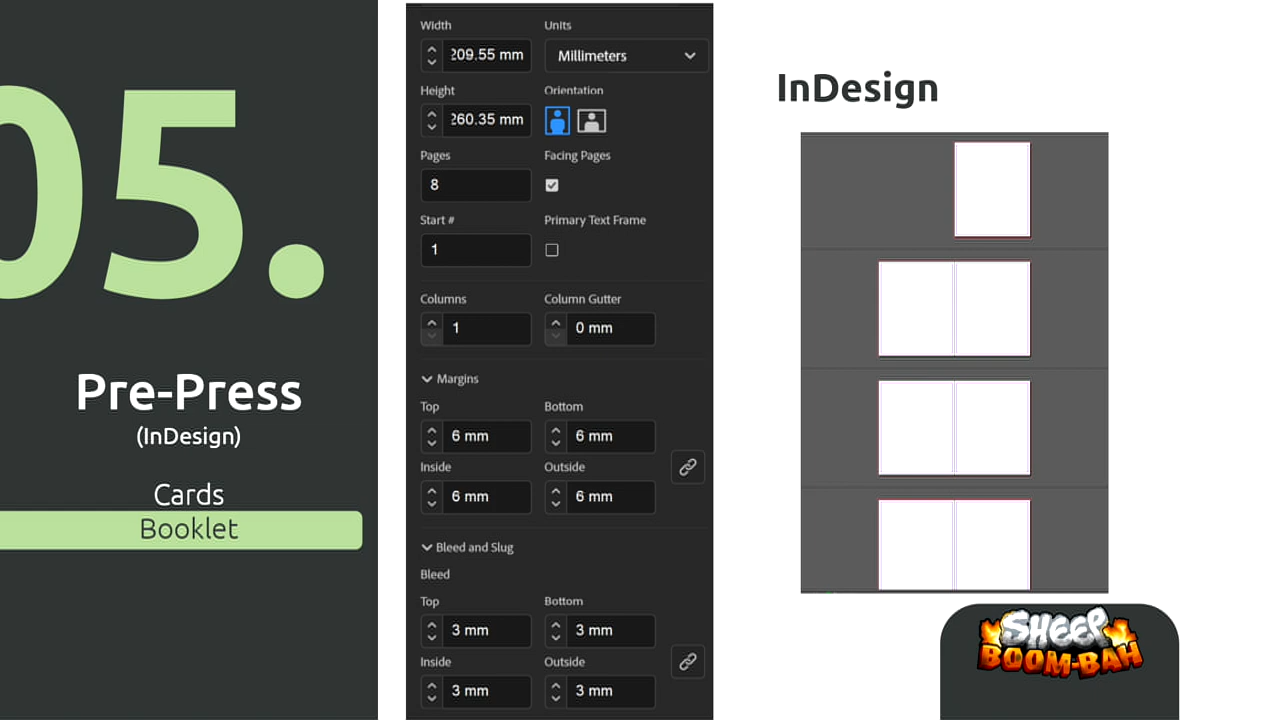 05.
Pre-Press
(InDesign)
Cards
Booklet
Width Units
209.55 mm Millimeters
Height Orientation
260.35 mm
Pages Facing Pages
8
Start # Primary Text Frame
1
Columns Column Gutter
1 0 mm
Margins
Top Bottom
6 mm 6 mm
Inside Outside
6 mm 6 mm
Bleed and Slug
Bleed
Top Bottom
3 mm 3 mm
Inside Outside
3 mm 3 mm
InDesign
SHEEP
BOOM-BAH